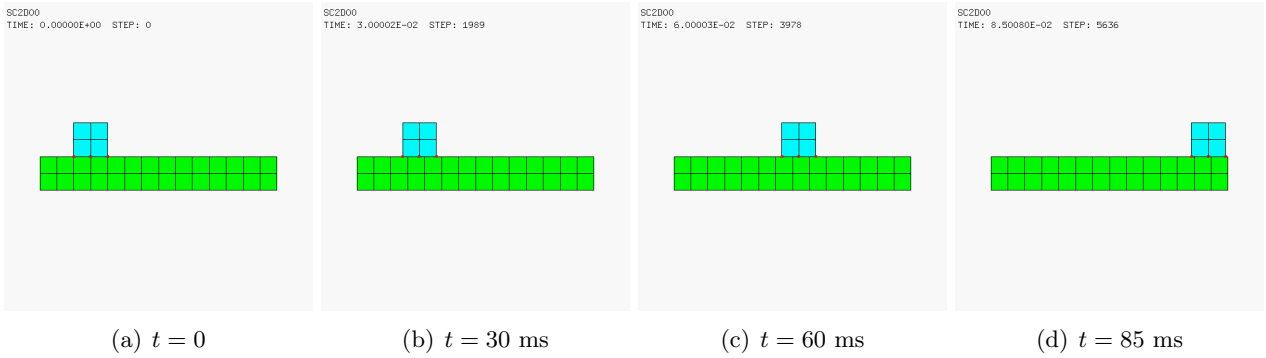 SC2D00
TIME: 0.00000E+00 STEP: 0
SC2D00
TIME: 3.00002E-02 STEP: 1989
SC2D00
TIME: 6.00003E-02 STEP: 3978
SC2D00
TIME: 8.50080E-02 STEP: 5636
(a) t = 0
(b) t = 30 ms
(c) t = 60 ms
(d) t = 85 ms